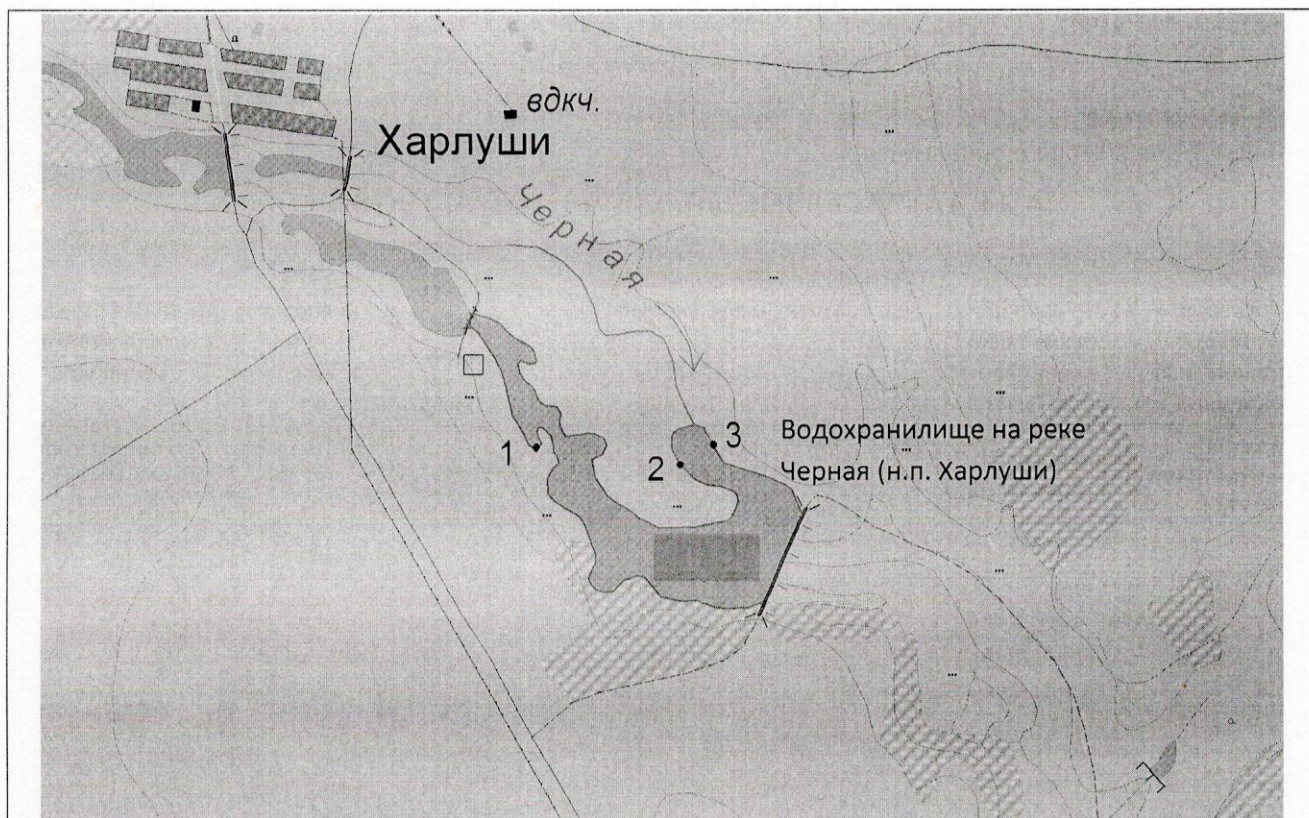 вдкч.
Харлуши
Черная
1
2
3
Водохранилище на реке
Черная (н.п. Харлуши)